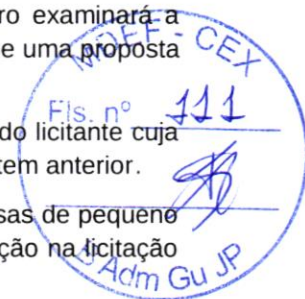 ro examinará a
e uma proposta
MDEF - CEX
Fls. nº 111
do licitante cuja
tem anterior.
sas de pequeno
ção na licitação
B Adm Gu JP